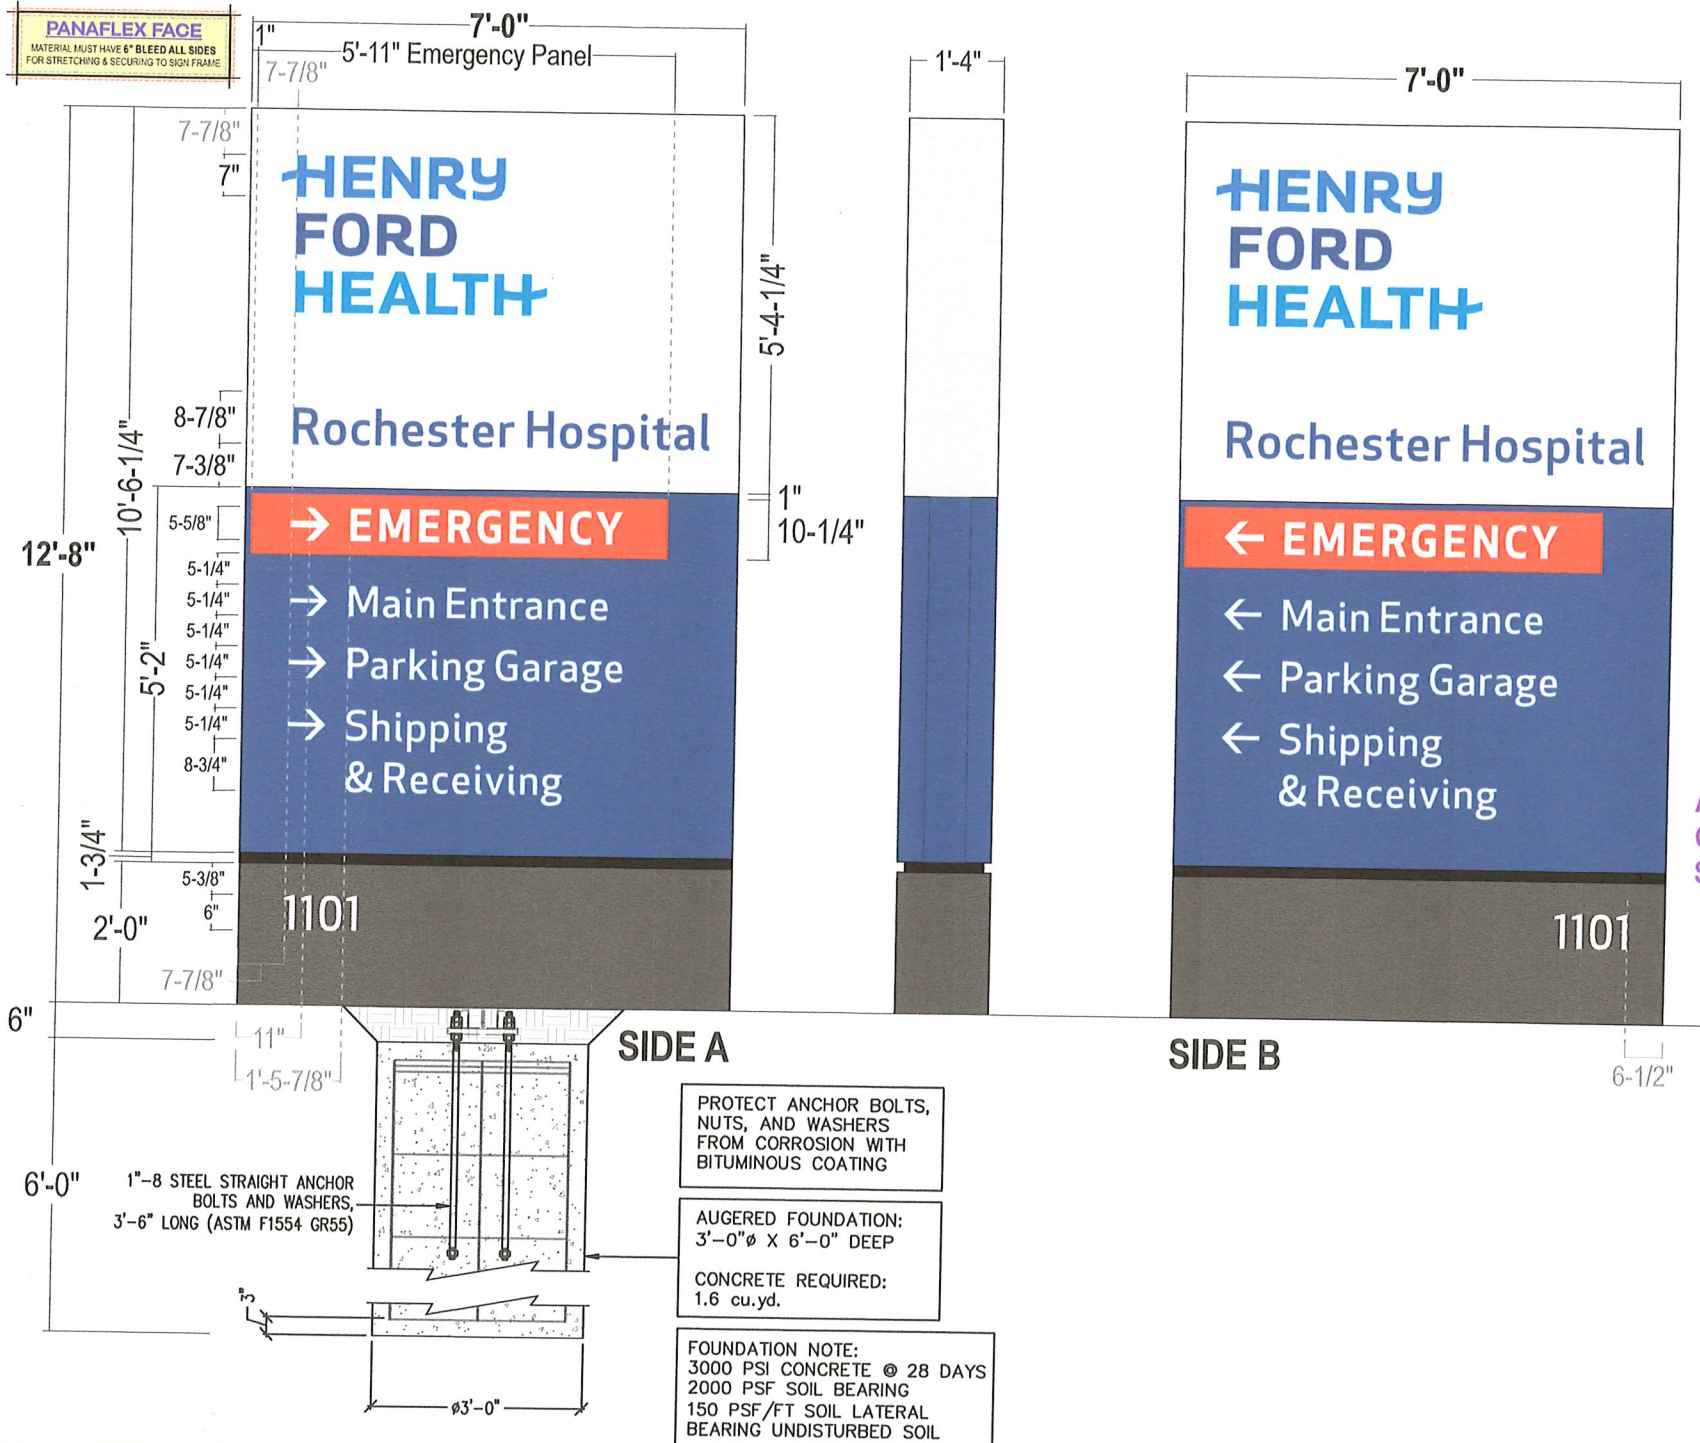 PANAFLEX FACE
MATERIAL MUST HAVE 6" BLEED ALL SIDES
FOR STRETCHING & SECURING TO SIGN FRAME
7'-0"
1"
5'-11" Emergency Panel
7-7/8"
1'-4"
7'-0"
7-7/8"
7"
HENRY
FORD
HEALTH
5'-4-1/4"
HENRY
FORD
HEALTH
8-7/8"
7-3/8"
Rochester Hospital
Rochester Hospital
10'-6-1/4"
12'-8"
5'-2"
5-5/8"
→ EMERGENCY
1"
10-1/4"
← EMERGENCY
5-1/4"
5-1/4"
5-1/4"
5-1/4"
5-1/4"
5-1/4"
8-3/4"
→ Main Entrance
→ Parking Garage
→ Shipping
& Receiving
← Main Entrance
← Parking Garage
← Shipping
& Receiving
1-3/4"
5-3/8"
6"
2'-0"
1101
1101
7-7/8"
6"
11"
1'-5-7/8"
SIDE A
SIDE B
6-1/2"
6'-0"
1"-8 STEEL STRAIGHT ANCHOR
BOLTS AND WASHERS,
3'-6" LONG (ASTM F1554 GR55)
PROTECT ANCHOR BOLTS,
NUTS, AND WASHERS
FROM CORROSION WITH
BITUMINOUS COATING
AUGERED FOUNDATION:
3'-0"ø X 6'-0" DEEP
CONCRETE REQUIRED:
1.6 cu.yd.
3"
ø3'-0"
FOUNDATION NOTE:
3000 PSI CONCRETE @ 28 DAYS
2000 PSF SOIL BEARING
150 PSF/FT SOIL LATERAL
BEARING UNDISTURBED SOIL